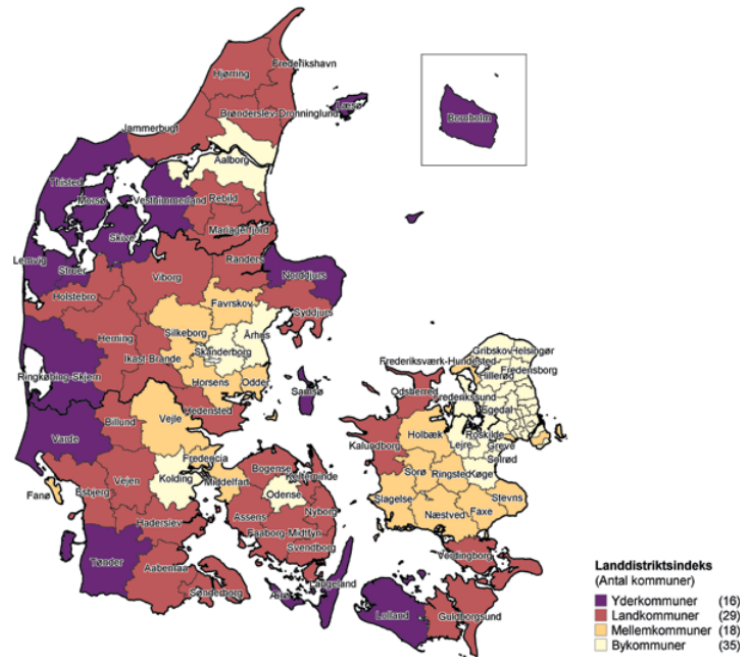 Hjørring
Frederikshavn
Læsø
Brønderslev-Dronninglund
Jammerbugt
Bornholm
Aalborg
Thisted
Morsø
Vesthimmerland
Rebild
Mariagerfjord
Skive
Lemvig
Struer
Randers
Norddjurs
Viborg
Holstebro
Favrskov
Syddjurs
Silkeborg
Århus
Herning
Skanderborg
Ikast-Brande
Horsens
Odder
Ringkøbing-Skjern
Samsø
Hedensted
Billund
Vejle
Varde
Gribskov
Helsingør
Frederiksværk-Hundested
Fredensborg
Hillerød
Odsherred
Frederikssund
Egedal
Holbæk
Roskilde
Kalundborg
Lejre
Greve
Solrød
Fredericia
Kolding
Middelfart
Bogense
Kerteminde
Sorø
Ringsted
Køge
Fanø
Esbjerg
Vejen
Odense
Slagelse
Stevns
Nyborg
Næstved
Faxe
Haderslev
Assens
Faaborg-Midtfyn
Svendborg
Vordingborg
Tønder
Aabenraa
Sønderborg
Ærø
Langeland
Lolland
Guldborgsund
Landdistriktsindeks
(Antal kommuner)
Yderkommuner (16)
Landkommuner (29)
Mellemkommuner (18)
Bykommuner (35)